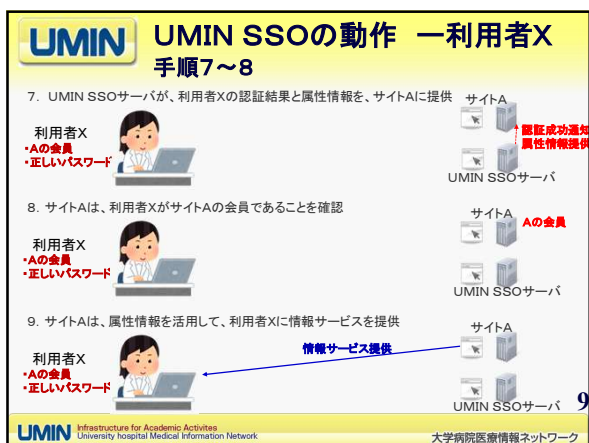 UMIN
UMIN SSOの動作 ー利用者X
手順7～8
7. UMIN SSOサーバが、利用者Xの認証結果と属性情報を、サイトAに提供
サイトA
利用者X
・Aの会員
・正しいパスワード
認証成功通知
属性情報提供
UMIN SSOサーバ
8. サイトAは、利用者XがサイトAの会員であることを確認
サイトA
Aの会員
利用者X
・Aの会員
・正しいパスワード
UMIN SSOサーバ
9. サイトAは、属性情報を活用して、利用者Xに情報サービスを提供
サイトA
情報サービス提供
利用者X
・Aの会員
・正しいパスワード
UMIN SSOサーバ
9
UMIN
Infrastructure for Academic Activites
University hospital Medical Information Network
大学病院医療情報ネットワーク